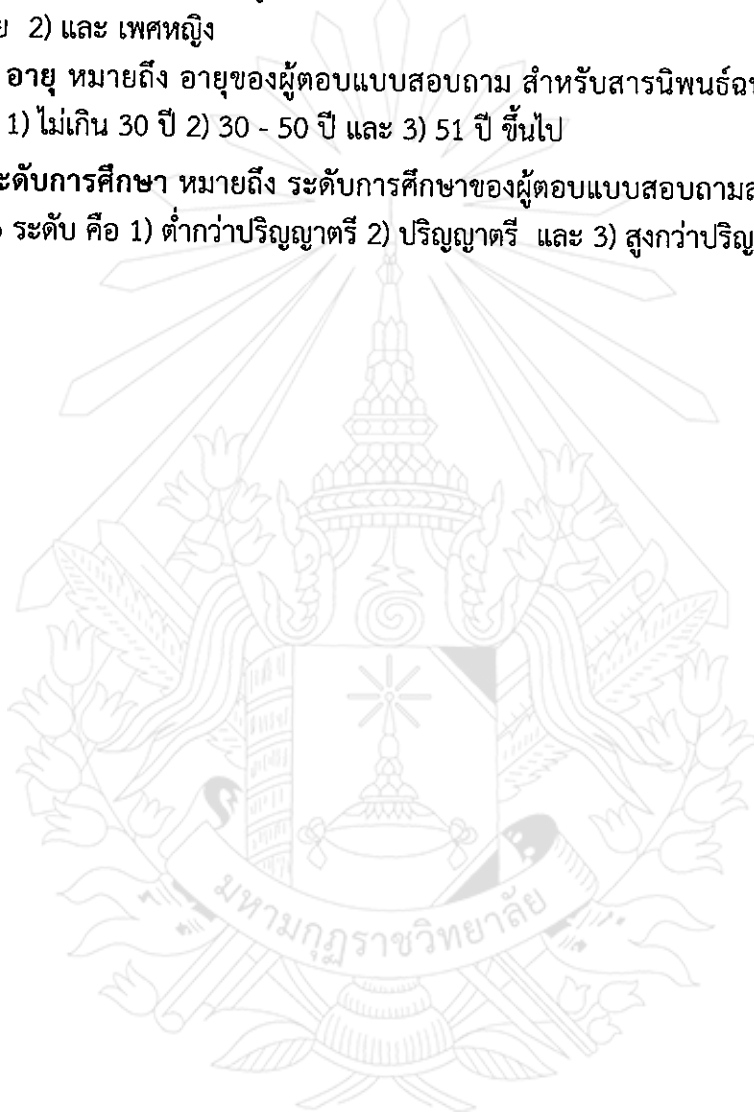 2) และ เพศหญิง
อายุ หมายถึง อายุของผู้ตอบแบบสอบถาม สำหรับสารนิพนธ์
1) ไม่เกิน 30 ปี 2) 30 - 50 ปี และ 3) 51 ปี ขึ้นไป
ะดับการศึกษา หมายถึง ระดับการศึกษาของผู้ตอบแบบสอบถาม
ระดับ คือ 1) ต่ำกว่าปริญญาตรี 2) ปริญญาตรี และ 3) สูงกว่าปริญ
มหามกุฏราชวิทยาลัย